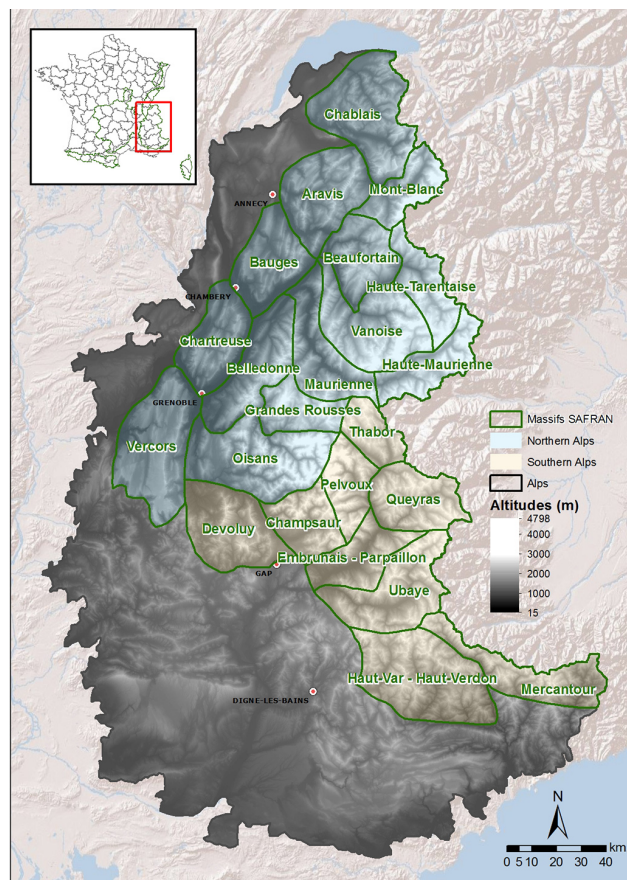 Chablais
Mont-Blanc
Aravis
ANNECY
Beaufortain
Bauges
Haute-Tarentaise
CHAMBERY
Vanoise
Chartreuse
Haute-Maurienne
Belledonne
Maurienne
GRENOBLE
Grandes Rousses
Thabor
Vercors
Oisans
Pelvoux
Queyras
Devoluy
Champsaur
Embrunais - Parpaillon
GAP
Ubaye
Haut-Var - Haut-Verdon
Mercantour
DIGNE-LES-BAINS
Massifs SAFRAN
Northern Alps
Southern Alps
Alps
Altitudes (m)
4798
4000
3000
2000
1000
15
N
km
0 5 10 20 30 40